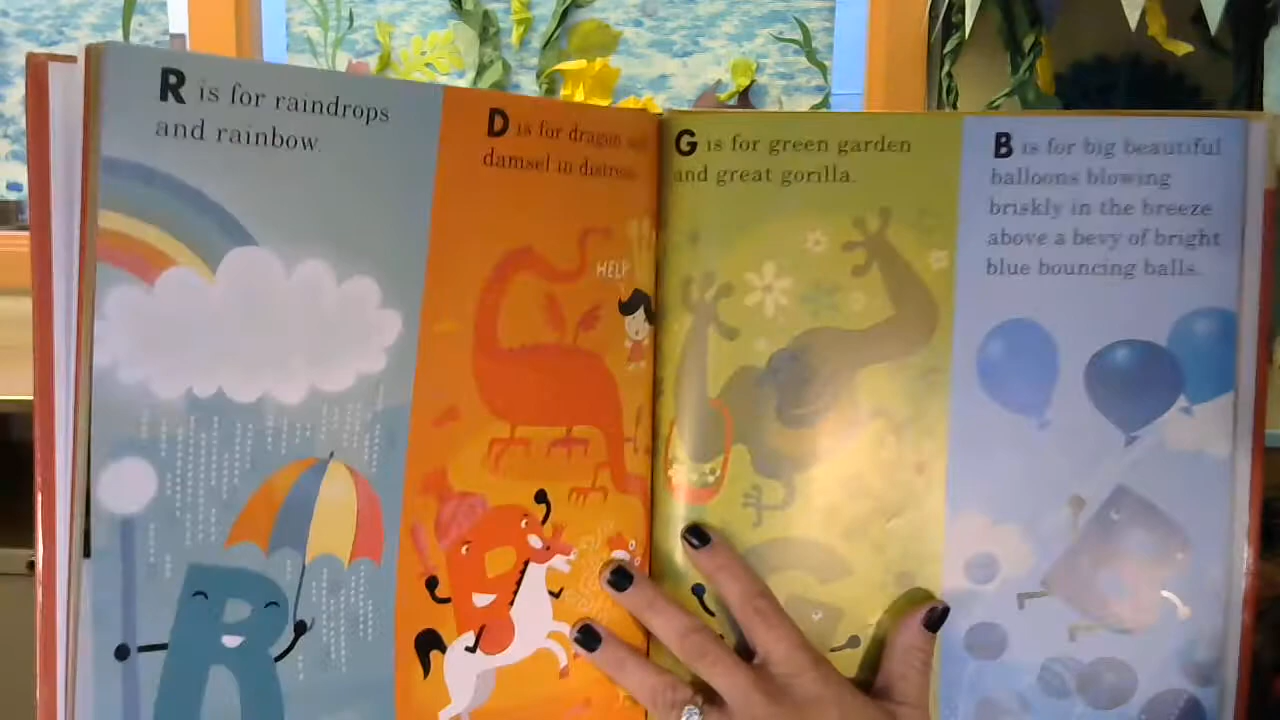 R is for raindrops
and rainbow.
D is for dragon
damsel in distress
HELP
G is for green garden
and great gorilla.
B is for big beautiful
balloons blowing
briskly in the breeze
above a bevy of bright
blue bouncing balls.